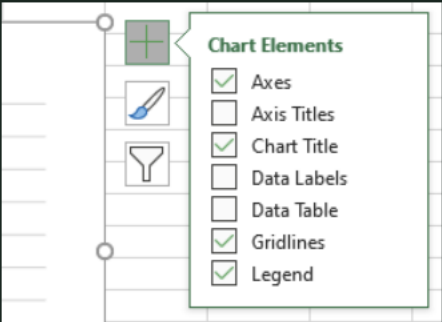 Chart Elements
Axes
Axis Titles
Chart Title
Data Labels
Data Table
Gridlines
Legend